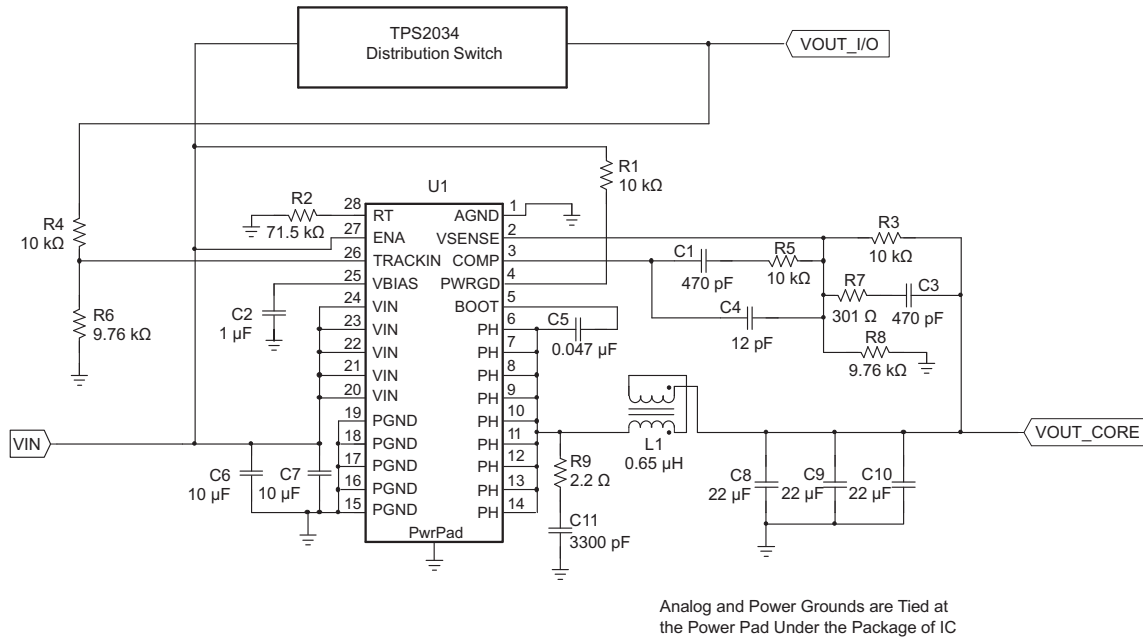 TPS2034
Distribution Switch
VOUT_I/O
R1
10 kΩ
U1
R4
10 kΩ
R2
71.5 kΩ
R6
9.76 kΩ
C2
1 µF
28 RT
27 ENA
26 TRACKIN
25 VBIAS
24 VIN
23 VIN
22 VIN
21 VIN
20 VIN
19 PGND
18 PGND
17 PGND
16 PGND
15 PGND
AGND 1
VSENSE 2
COMP 3
PWRGD 4
BOOT 5
PH 6
PH 7
PH 8
PH 9
PH 10
PH 11
PH 12
PH 13
PH 14
PwrPad
C1
470 pF
R5
10 kΩ
R3
10 kΩ
C4
12 pF
R7
301 Ω
C3
470 pF
R8
9.76 kΩ
C5
0.047 µF
L1
0.65 µH
VIN
VOUT_CORE
C6
10 µF
C7
10 µF
R9
2.2 Ω
C11
3300 pF
C8
22 µF
C9
22 µF
C10
22 µF
Analog and Power Grounds are Tied at
the Power Pad Under the Package of IC